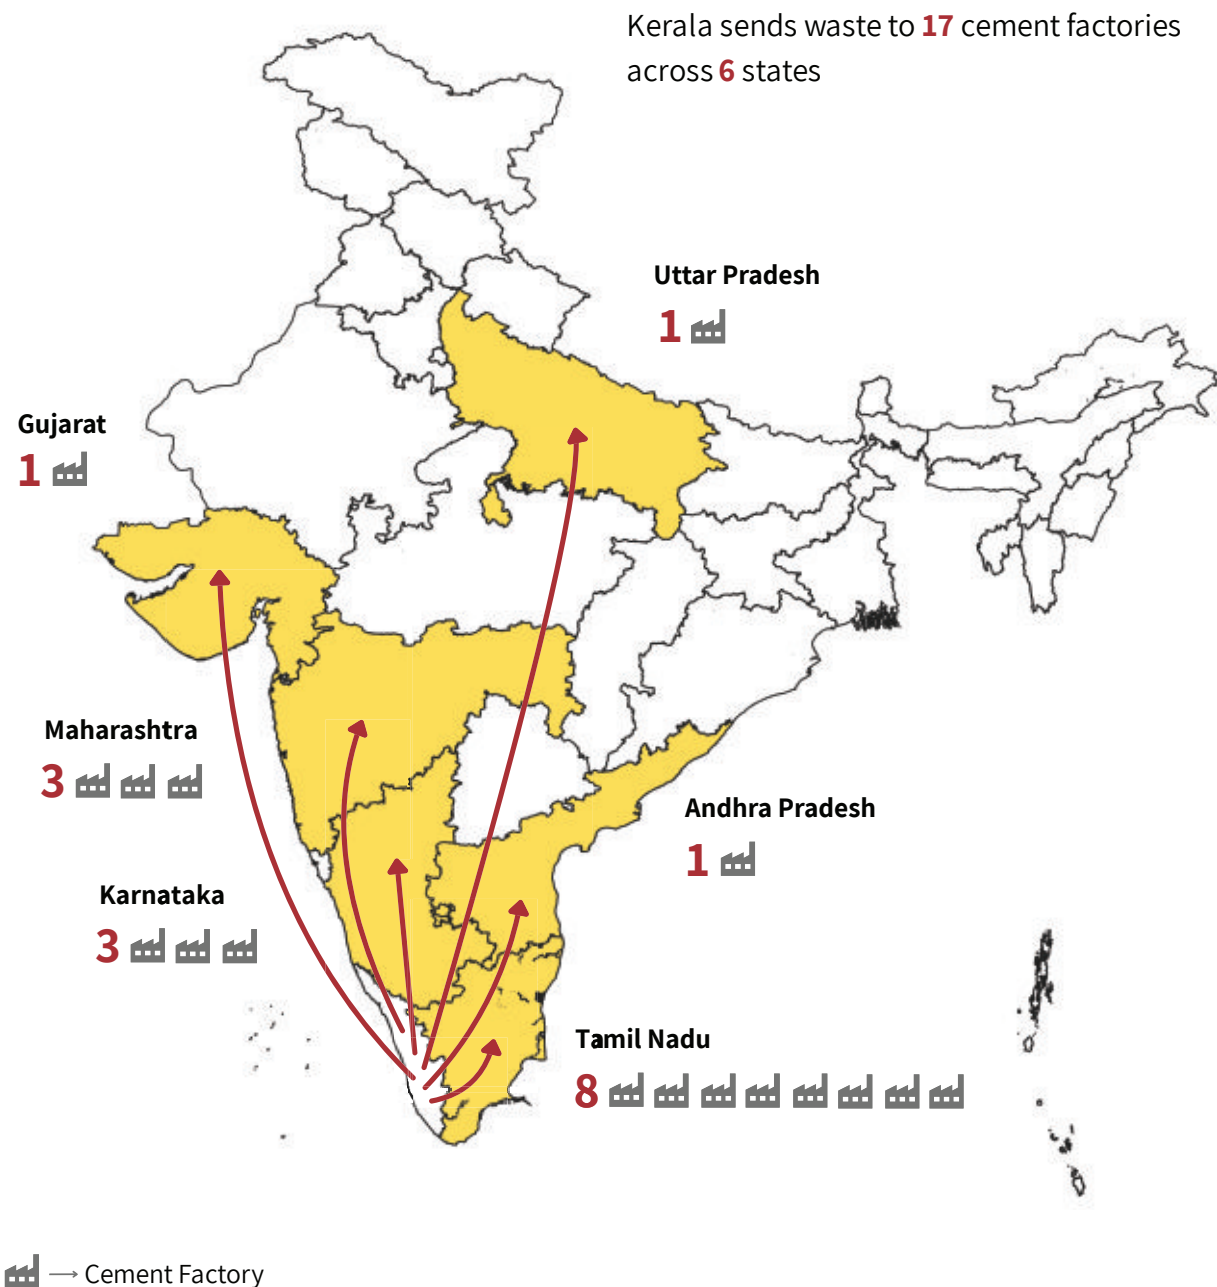 Kerala sends waste to 17 cement factories
across 6 states
Uttar Pradesh
1
Gujarat
1
Maharashtra
3
Andhra Pradesh
1
Karnataka
3
Tamil Nadu
8
→ Cement Factory